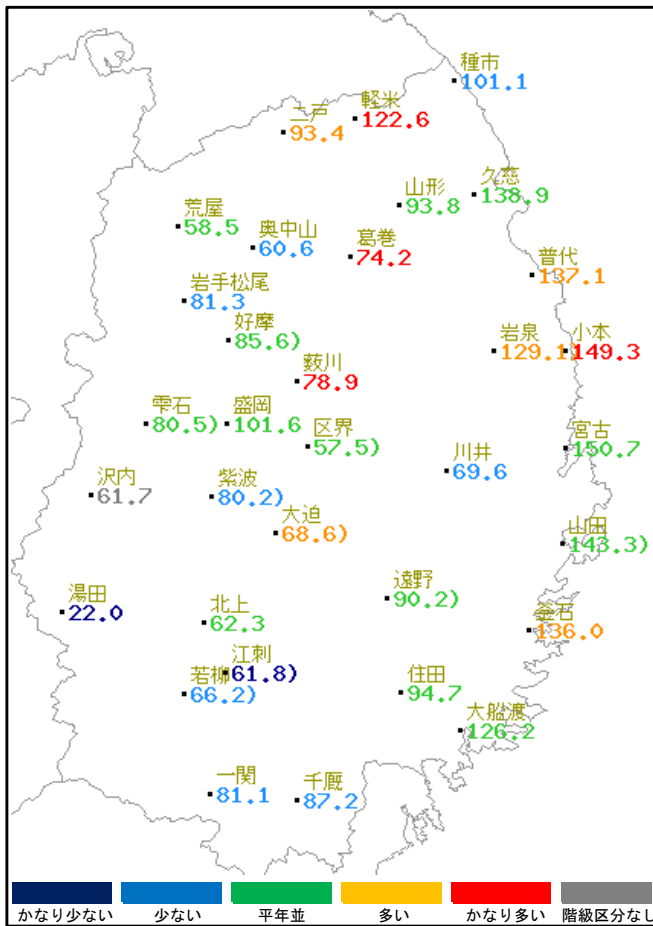 種市
101.1
軽米
122.6
二戸
93.4
久慈
138.9
山形
93.8
荒屋
58.5
奥中山
60.6
葛巻
74.2
普代
137.1
岩手松尾
81.3
好摩
85.6)
岩泉
129.1)
小本
149.3
薮川
78.9
雫石
80.5)
盛岡
101.6
区界
57.5)
宮古
150.7
川井
69.6
沢内
61.7
紫波
80.2)
大迫
68.6)
山田
143.3)
遠野
90.2)
湯田
22.0
北上
62.3
釜石
136.0
江刺
61.8)
若柳
66.2)
住田
94.7
大船渡
126.2
一関
81.1
千厩
87.2
かなり少ない
少ない
平年並
多い
かなり多い
階級区分なし